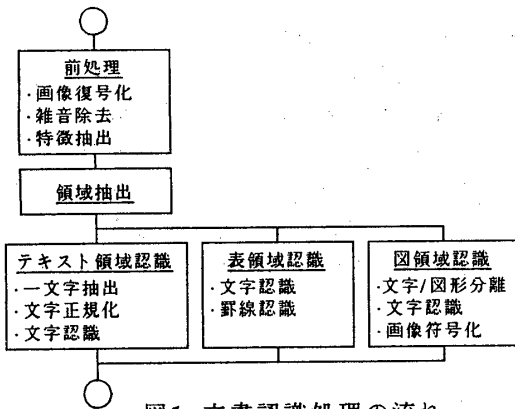 前処理
・画像復号化
・雑音除去
・特徴抽出
領域抽出
テキスト領域認識
・一文字抽出
・文字正規化
・文字認識
表領域認識
・文字認識
・罫線認識
図領域認識
・文字/図形分離
・文字認識
・画像符号化
図1 文書認識処理の流れ